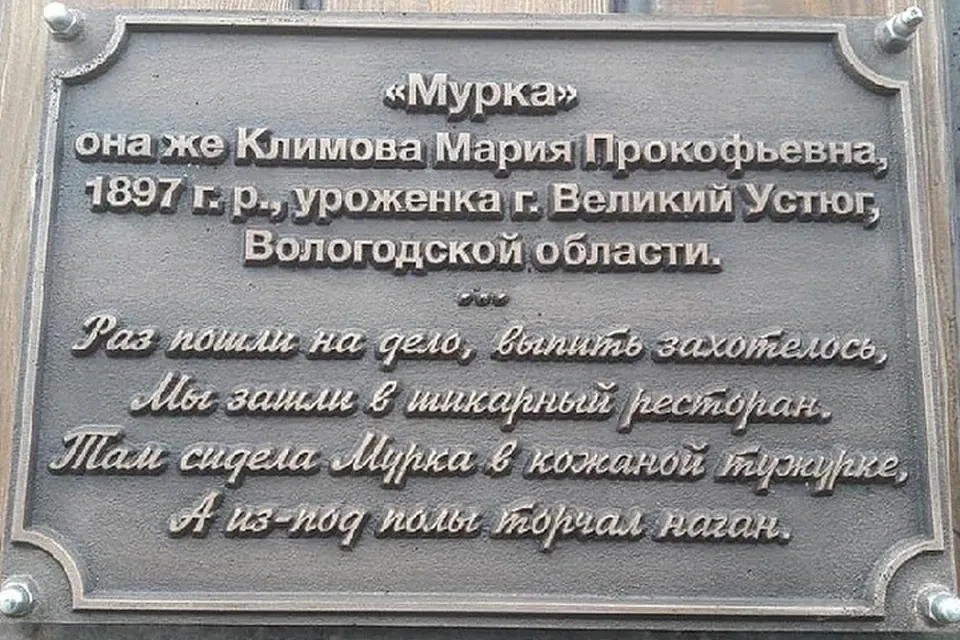 «Мурка»
она же Климова Мария Прокофьевна,
1897 г. р., уроженка г. Великий Устюг,
Вологодской области.
...
Раз пошли на дело, выпить захотелось,
Мы зашли в шикарный ресторан.
Там сидела Мурка в кожаной тужурке,
А из-под полы торчал наган.